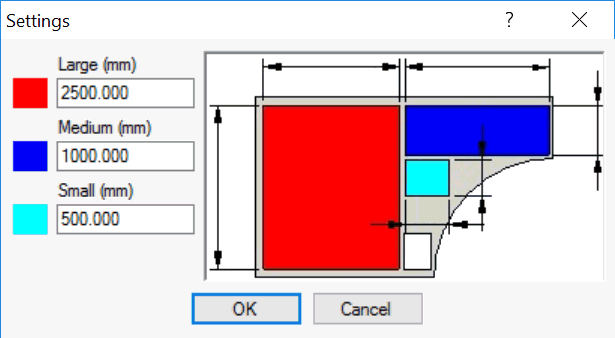 Settings
?
Large (mm)
2500.000
Medium (mm)
1000.000
Small (mm)
500.000
OK
Cancel